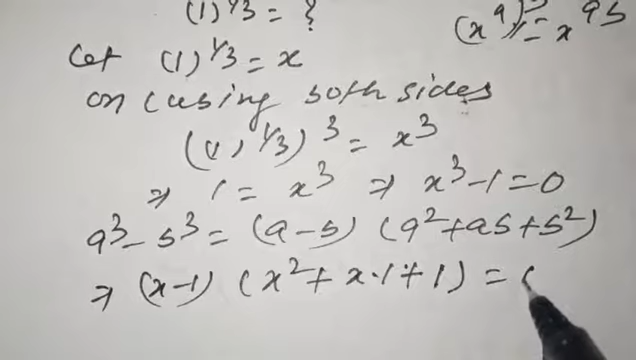 (1)^1/3 = ?
(x^a)^b = x^ab
Let (1)^1/3 = x
on cubing both sides
(1^1/3)^3 = x^3
⇒ 1 = x^3 ⇒ x^3-1=0
a^3-b^3 = (a-b) (a^2+ab+b^2)
⇒ (x-1) (x^2+x·1+1) =